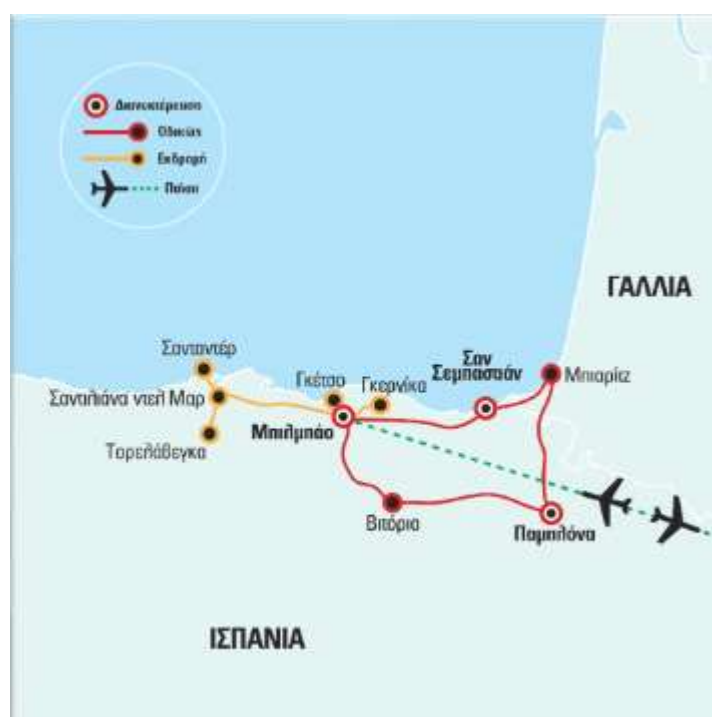 Διανυκτέρευση
Οδικώς
Εκδρομή
Πτήση
ΓΑΛΛΙΑ
Σανταντέρ
Σαντιλιάνα ντελ Μαρ
Τορελάβεγκα
Γκέτσο
Γκερνίκα
Μπιλμπάο
Σαν
Σεμπαστιάν
Μπιαρίτζ
Βιτόρια
Παμπλόνα
ΙΣΠΑΝΙΑ